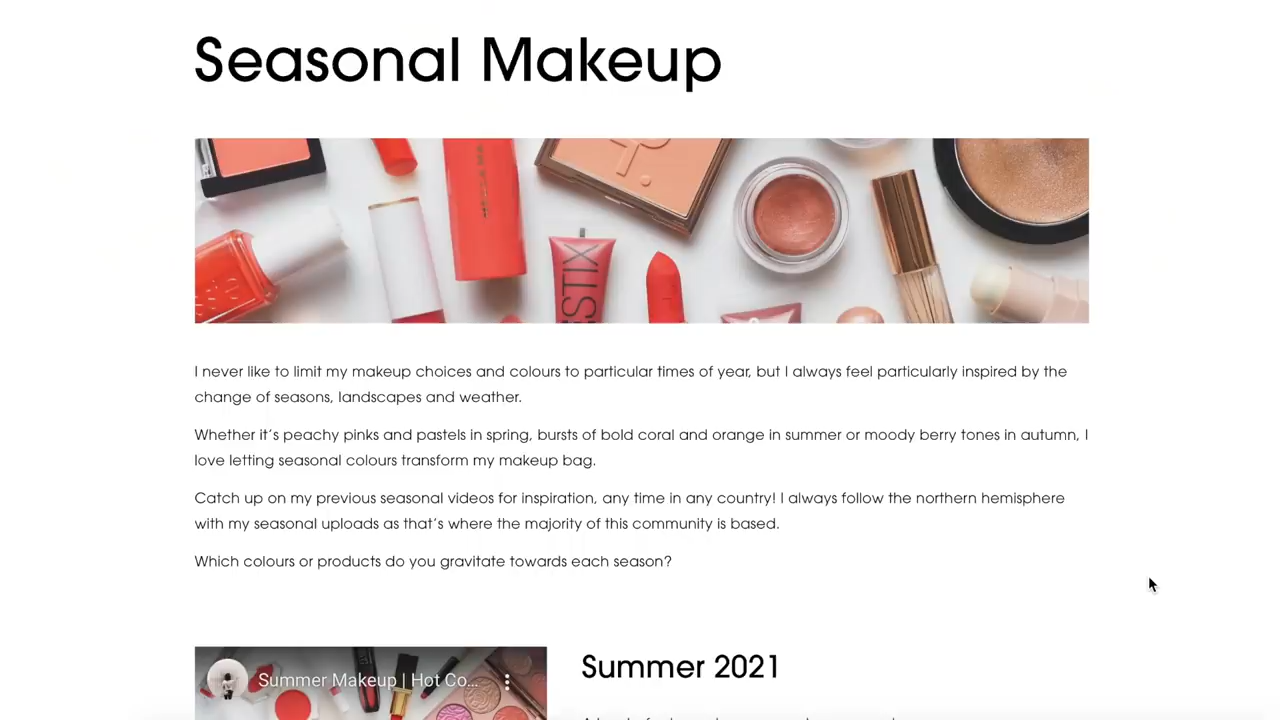 Seasonal Makeup
STIX
I never like to limit my makeup choices and colours to particular times of year, but I always feel particularly inspired by the
change of seasons, landscapes and weather.
Whether it's peachy pinks and pastels in spring, bursts of bold coral and orange in summer or moody berry tones in autumn, I
love letting seasonal colours transform my makeup bag.
Catch up on my previous seasonal videos for inspiration, any time in any country! I always follow the northern hemisphere
with my seasonal uploads as that's where the majority of this community is based.
Which colours or products do you gravitate towards each season?
Summer 2021
Summer Makeup | Hot Co...